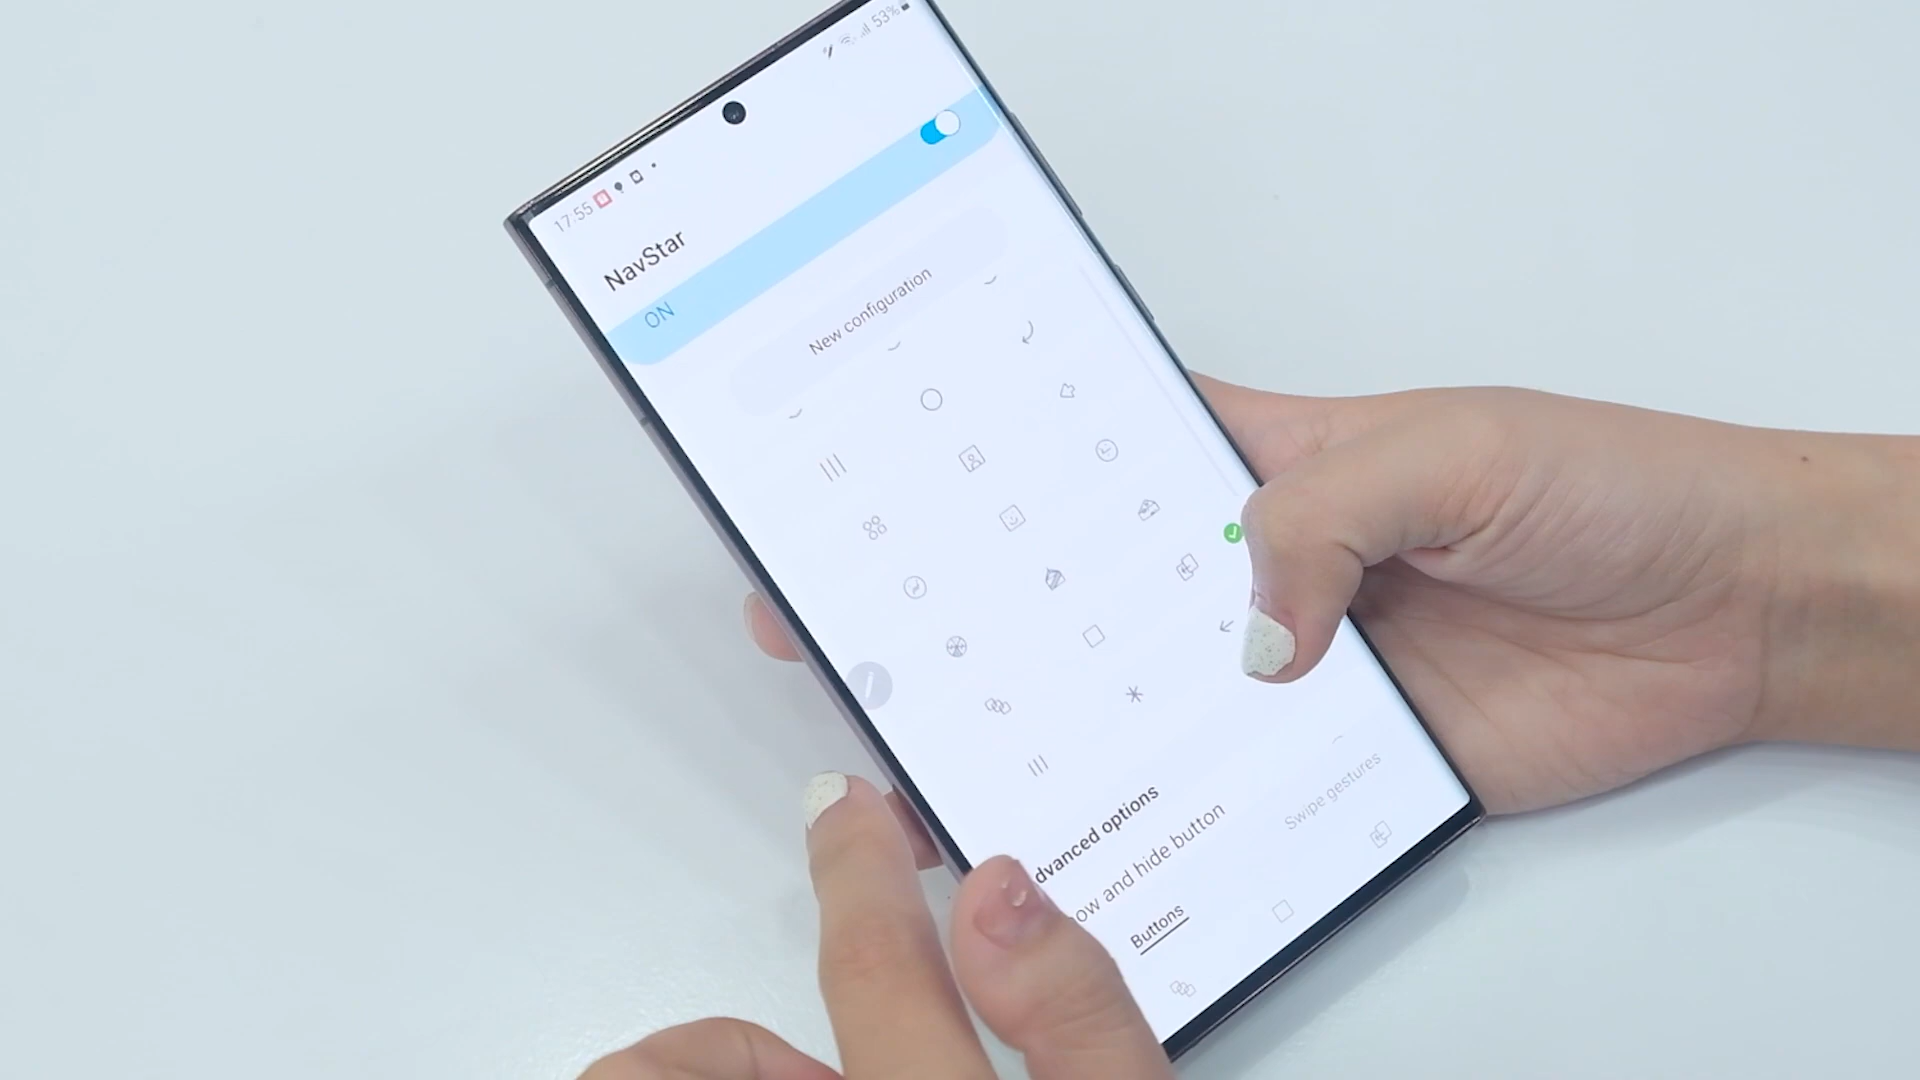 17:55
53%
NavStar
ON
New configuration
dvanced options
ow and hide button
Buttons
Swipe gestures